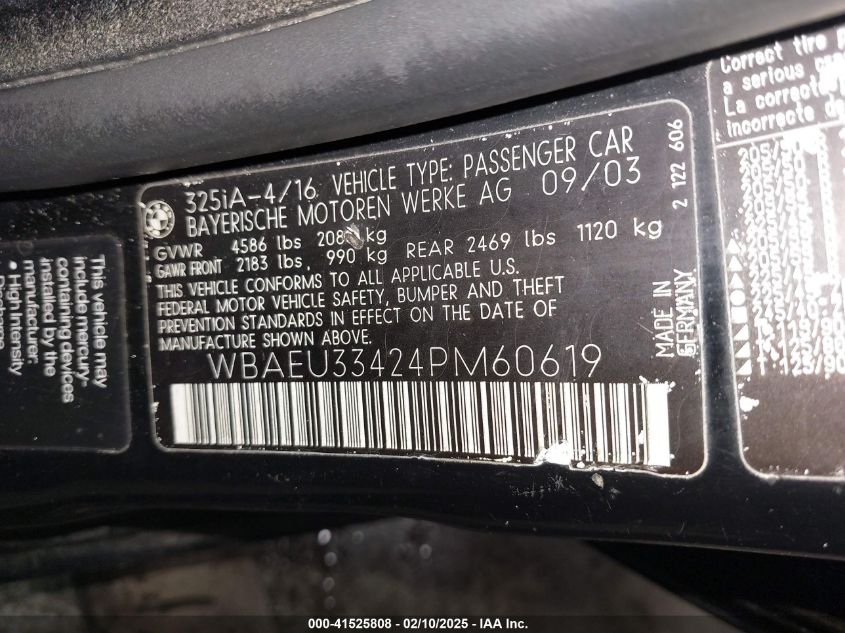 325iA-4/16 VEHICLE TYPE: PASSENGER CAR
BAYERISCHE MOTOREN WERKE AG 09/03
GVWR 4586 lbs 208 kg
GAWR FRONT 2183 lbs, 990 kg REAR 2469 lbs 1120 kg
THIS VEHICLE CONFORMS TO ALL APPLICABLE U.S.
FEDERAL MOTOR VEHICLE SAFETY, BUMPER AND THEFT
PREVENTION STANDARDS IN EFFECT ON THE DATE OF
MANUFACTURE SHOWN ABOVE.
WBAEU33424PM60619
MADE IN
GERMANY
2 122 606
This vehicle may
include mercury-
containing devices
installed by the
manufacturer:
• High Intensity
Discharge
Correct tire
a serious
La correcte
Incorrecte de
000-41525808 — 02/10/2025 — IAA Inc.